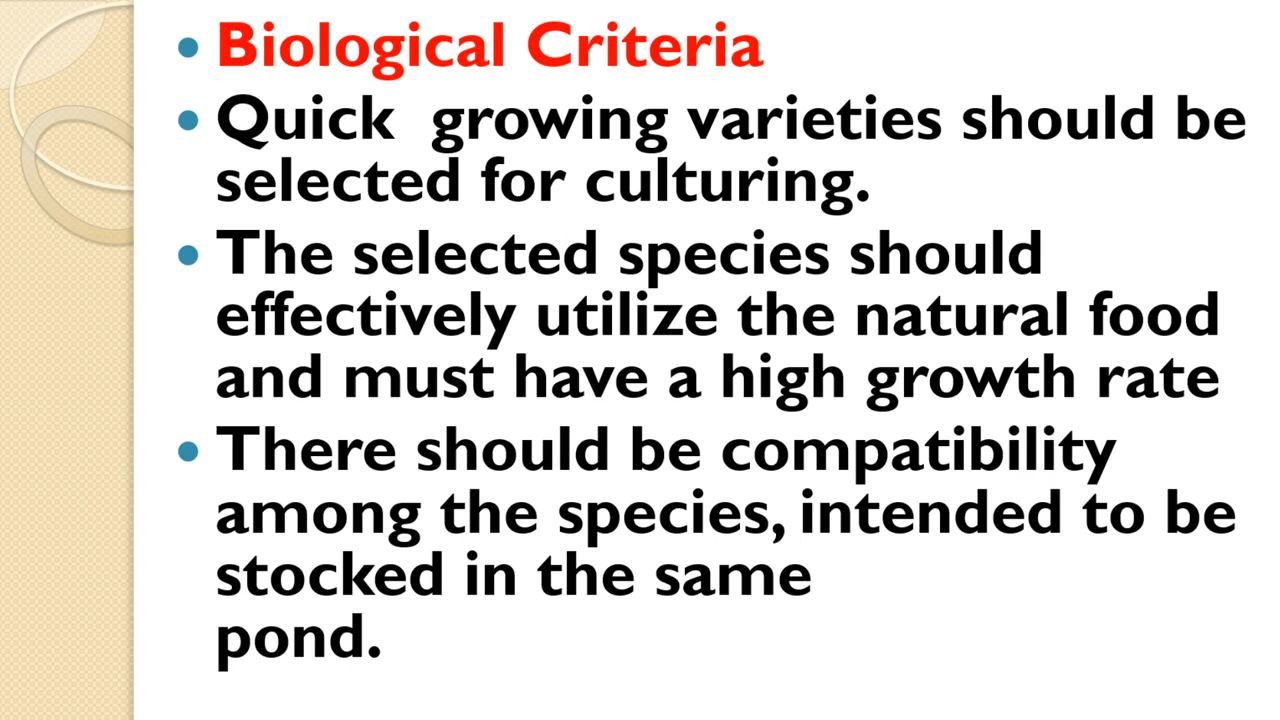 • Biological Criteria
• Quick  growing varieties should be
selected for culturing.
• The selected species should
effectively utilize the natural food
and must have a high growth rate
• There should be compatibility
among the species, intended to be
stocked in the same
pond.